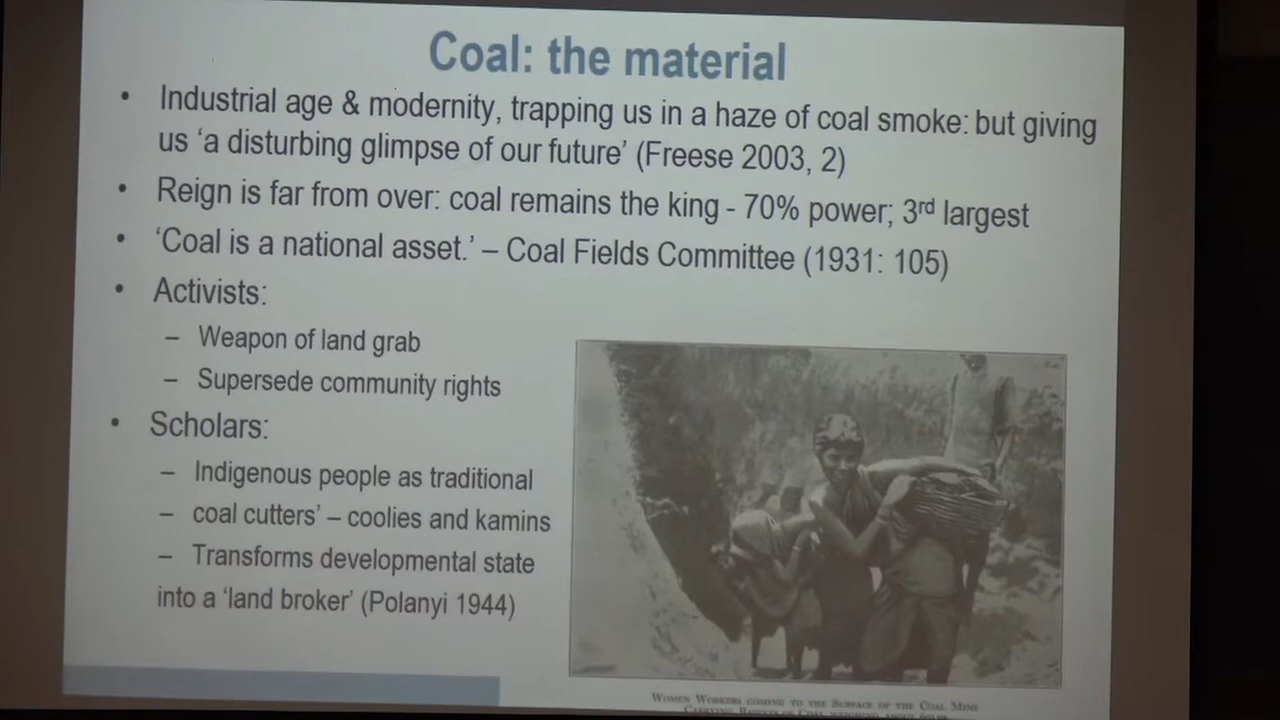 Coal: the material
• Industrial age & modernity, trapping us in a haze of coal smoke: but giving
us ‘a disturbing glimpse of our future’ (Freese 2003, 2)
• Reign is far from over: coal remains the king - 70% power; 3rd largest
• ‘Coal is a national asset.’ – Coal Fields Committee (1931: 105)
• Activists:
– Weapon of land grab
– Supersede community rights
• Scholars:
– Indigenous people as traditional
– coal cutters’ – coolies and kamins
– Transforms developmental state
into a ‘land broker’ (Polanyi 1944)
Women Workers coming to the Surface of the Coal Mine
Carrying Baskets of Coal